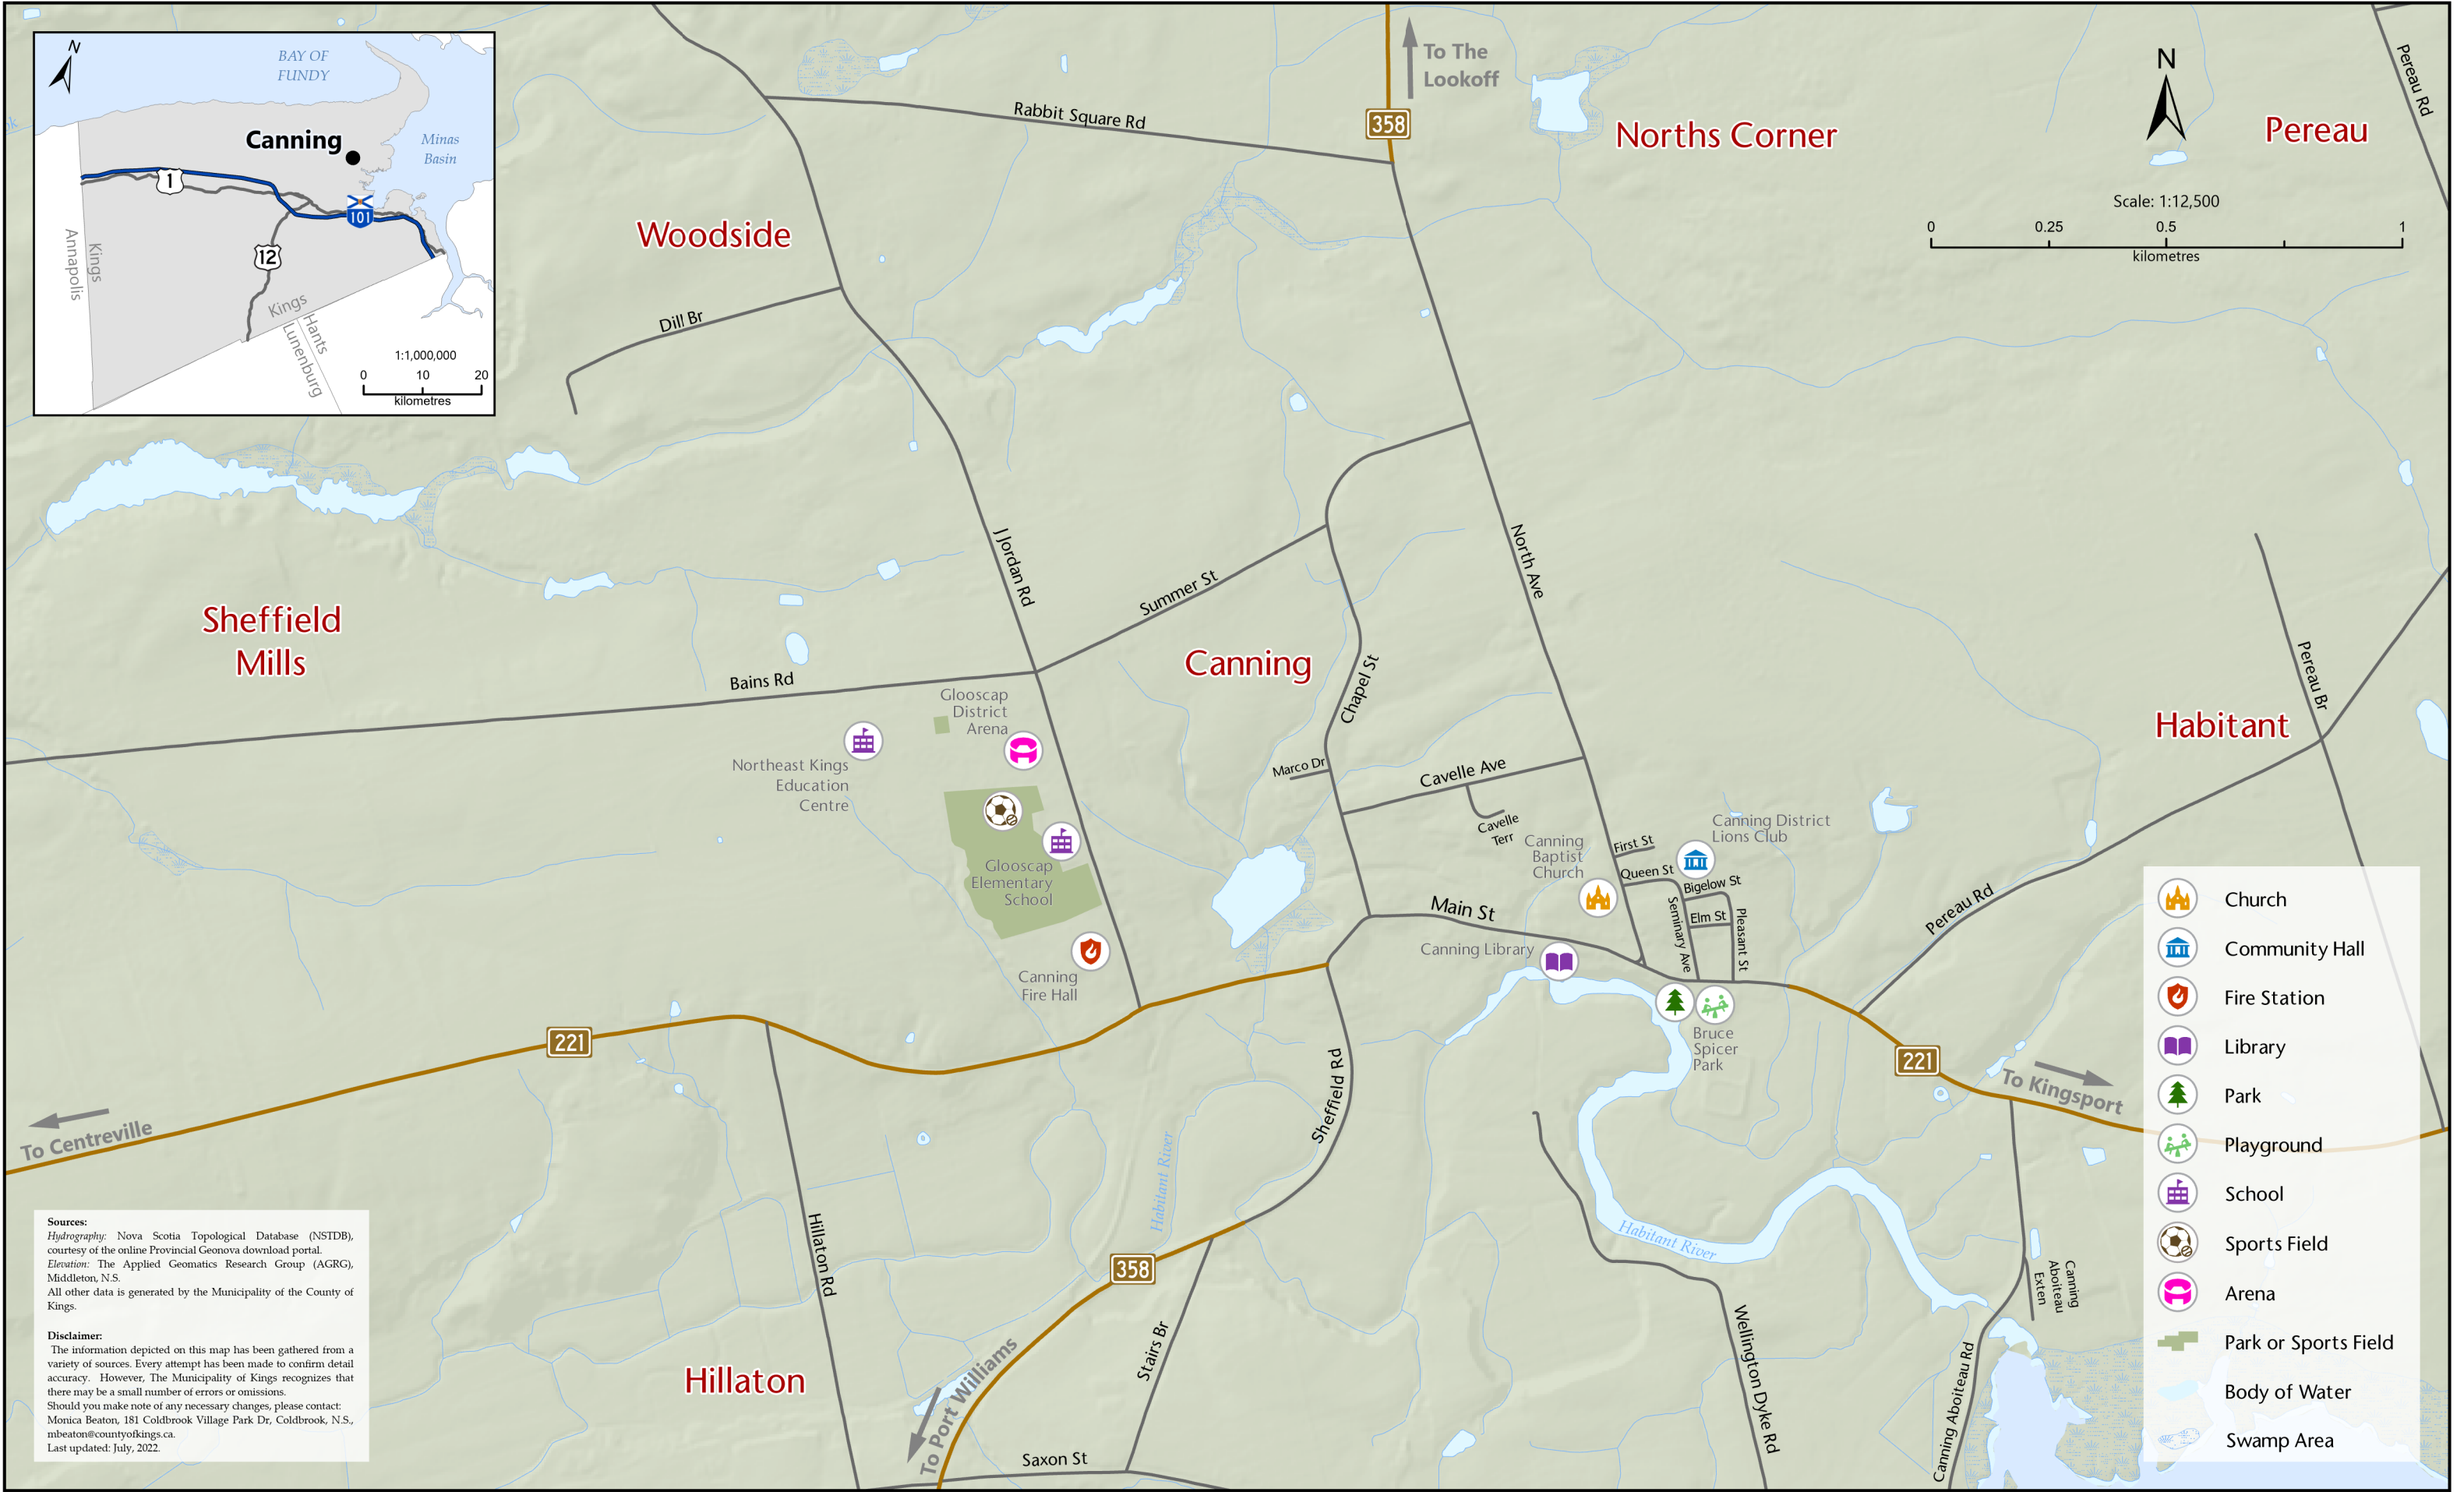 N
BAY OF
FUNDY
Canning
Minas
Basin
1
101
12
Annapolis
Kings
Kings
Hants
Lunenburg
1:1,000,000
0 10 20
kilometres
To The
Lookoff
358
Rabbit Square Rd
Norths Corner
N
Pereau
Pereau Rd
Scale: 1:12,500
0 0.25 0.5 1
kilometres
Woodside
Dill Br
J Jordan Rd
North Ave
Summer St
Sheffield
Mills
Canning
Bains Rd
Chapel St
Pereau Br
Habitant
Glooscap
District
Arena
Northeast Kings
Education
Centre
Marco Dr
Cavelle Ave
Cavelle
Terr
Canning
Baptist
Church
First St
Canning District
Lions Club
Queen St
Bigelow St
Seminary Ave
Elm St
Pleasant St
Glooscap
Elementary
School
Main St
Pereau Rd
Canning Library
Canning
Fire Hall
Bruce
Spicer
Park
221
221
To Kingsport
To Centreville
Sheffield Rd
Habitant River
Habitant River
Hillaton Rd
358
Stairs Br
To Port Williams
Hillaton
Saxon St
Wellington Dyke Rd
Canning Aboiteau Rd
Canning
Aboiteau
Exten
Church
Community Hall
Fire Station
Library
Park
Playground
School
Sports Field
Arena
Park or Sports Field
Body of Water
Swamp Area
Sources:
Hydrography: Nova Scotia Topological Database (NSTDB),
courtesy of the online Provincial Geonova download portal.
Elevation: The Applied Geomatics Research Group (AGRG),
Middleton, N.S.
All other data is generated by the Municipality of the County of
Kings.
Disclaimer:
The information depicted on this map has been gathered from a
variety of sources. Every attempt has been made to confirm detail
accuracy. However, The Municipality of Kings recognizes that
there may be a small number of errors or omissions.
Should you make note of any necessary changes, please contact:
Monica Beaton, 181 Coldbrook Village Park Dr, Coldbrook, N.S.,
mbeaton@countyofkings.ca.
Last updated: July, 2022.